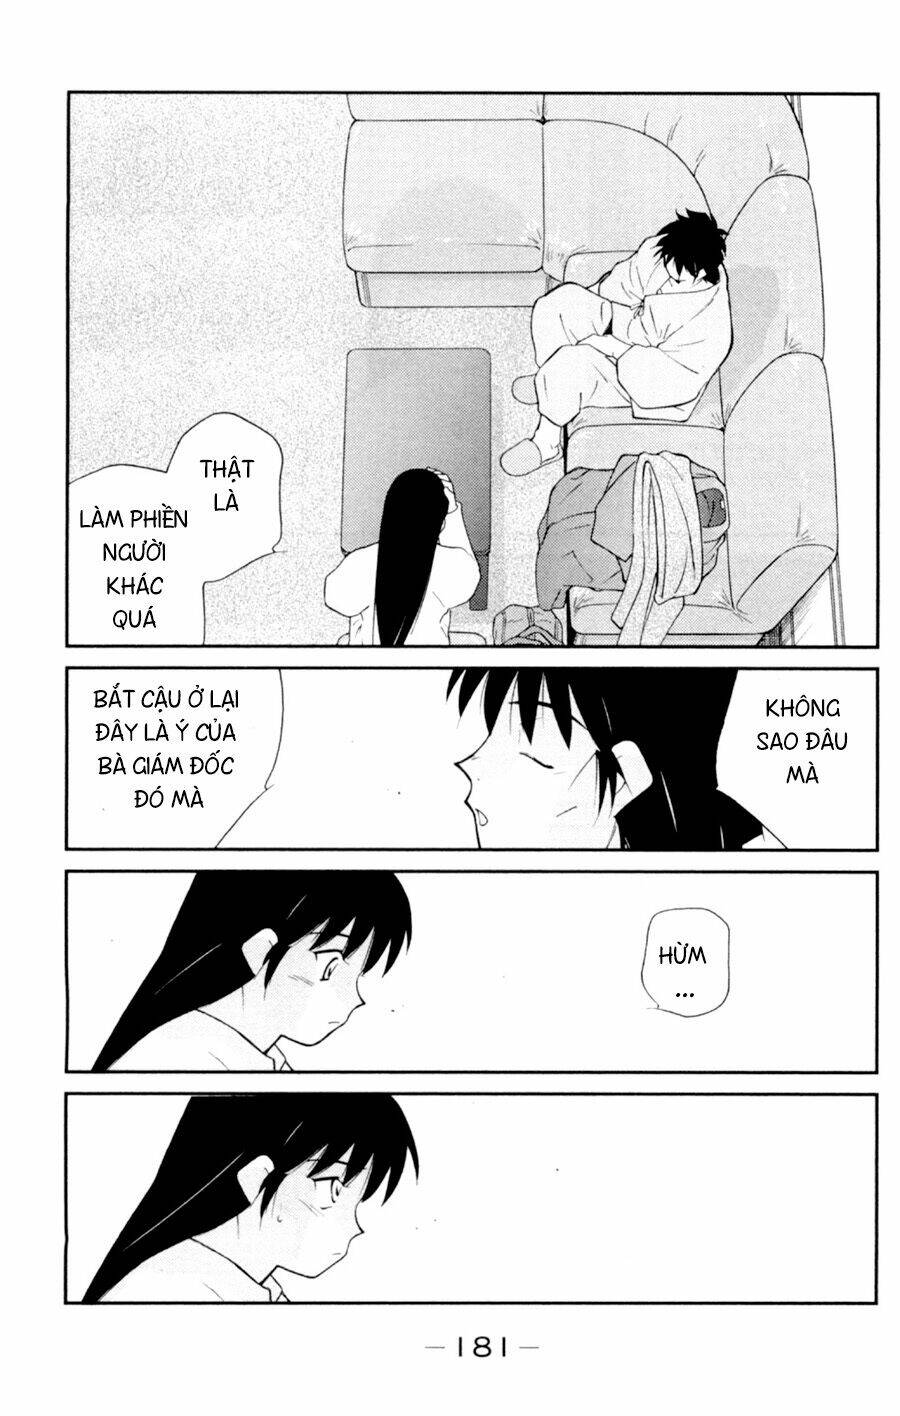 THẬT
LÀ
LÀM PHIỀN
NGƯỜI
KHÁC
QUÁ
KHÔNG
SAO ĐÂU
MÀ
BẮT CẬU Ở LẠI
ĐÂY LÀ Ý CỦA
BÀ GIÁM ĐỐC
ĐÓ MÀ
HỪM
...
—181—